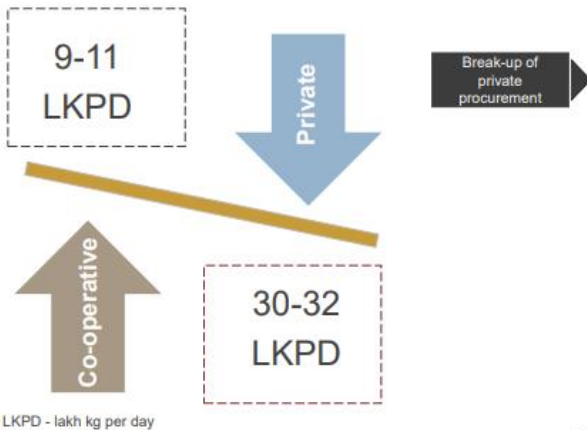 9-11
LKPD
Private
Break-up of
private
procurement
Co-operative
30-32
LKPD
LKPD - lakh kg per day